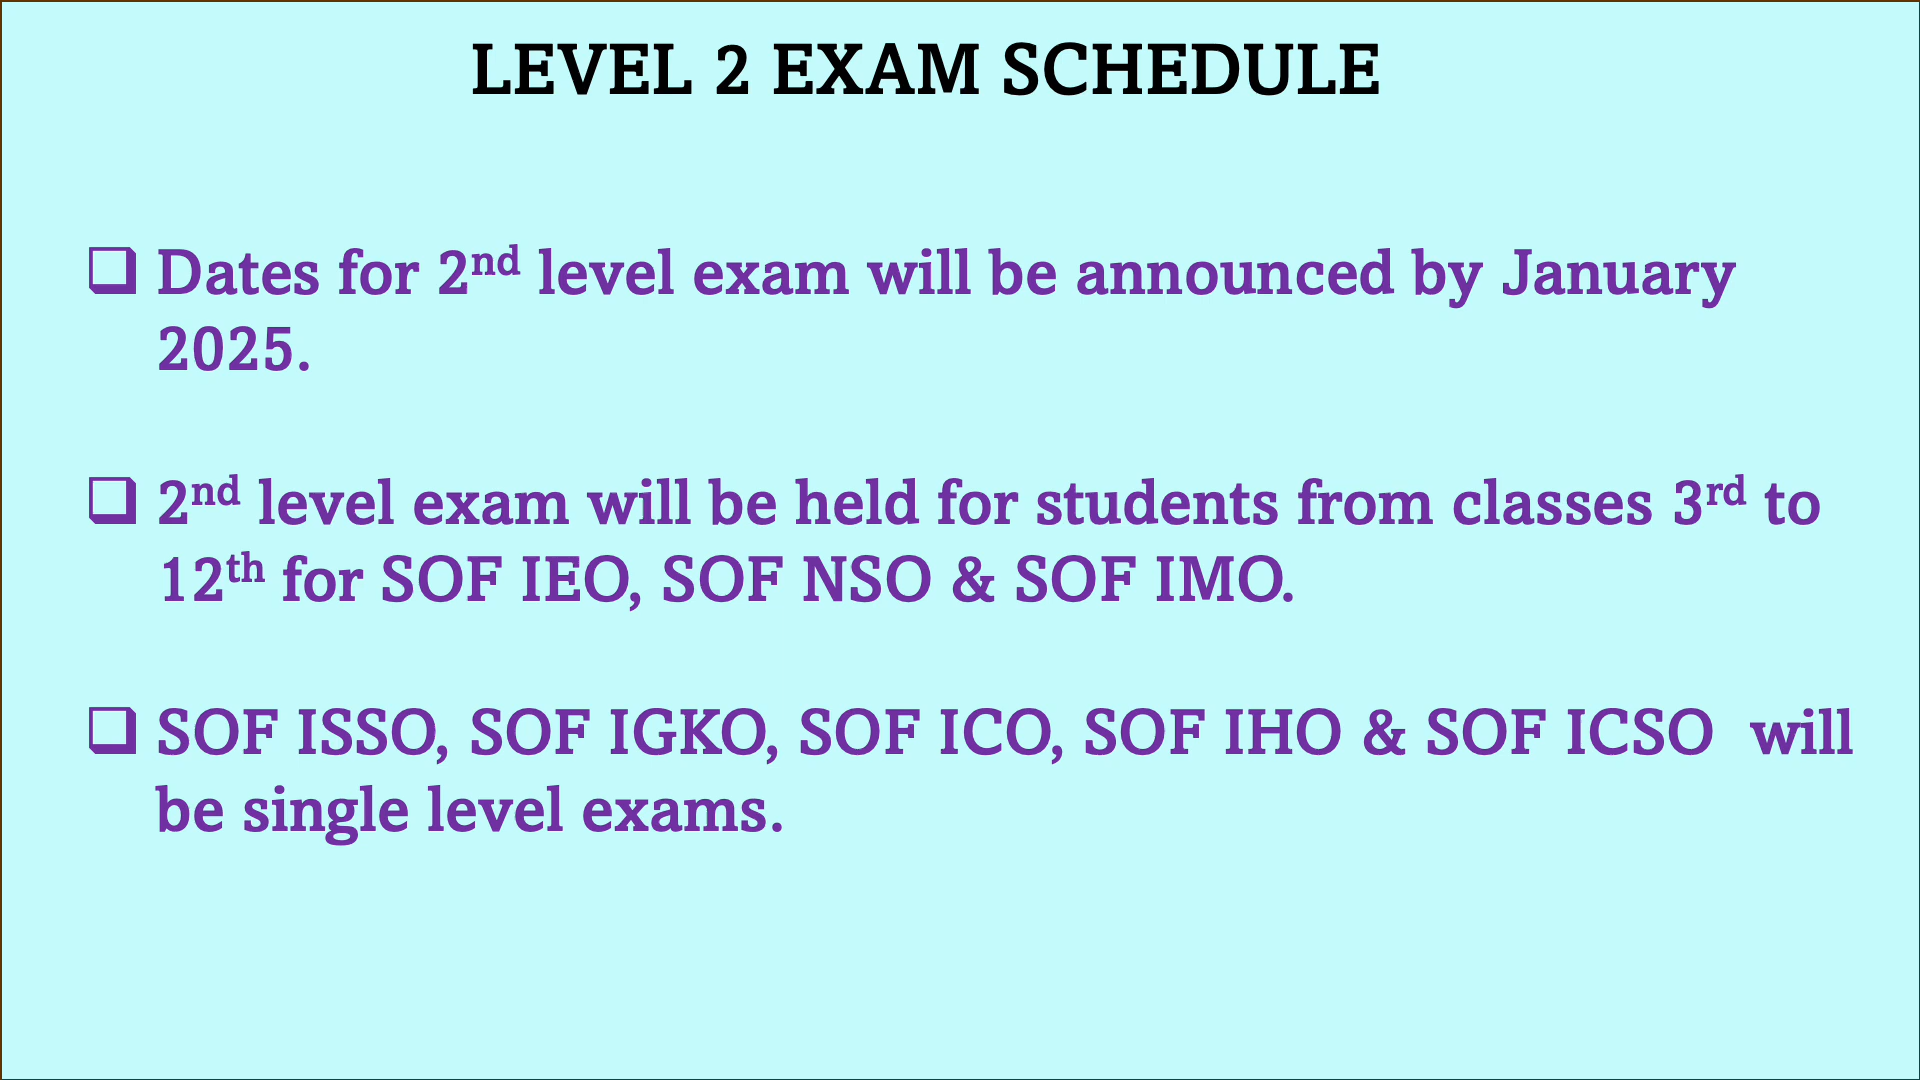 LEVEL 2 EXAM SCHEDULE
❑ Dates for 2nd level exam will be announced by January
2025.
❑ 2nd level exam will be held for students from classes 3rd to
12th for SOF IEO, SOF NSO & SOF IMO.
❑ SOF ISSO, SOF IGKO, SOF ICO, SOF IHO & SOF ICSO  will
be single level exams.